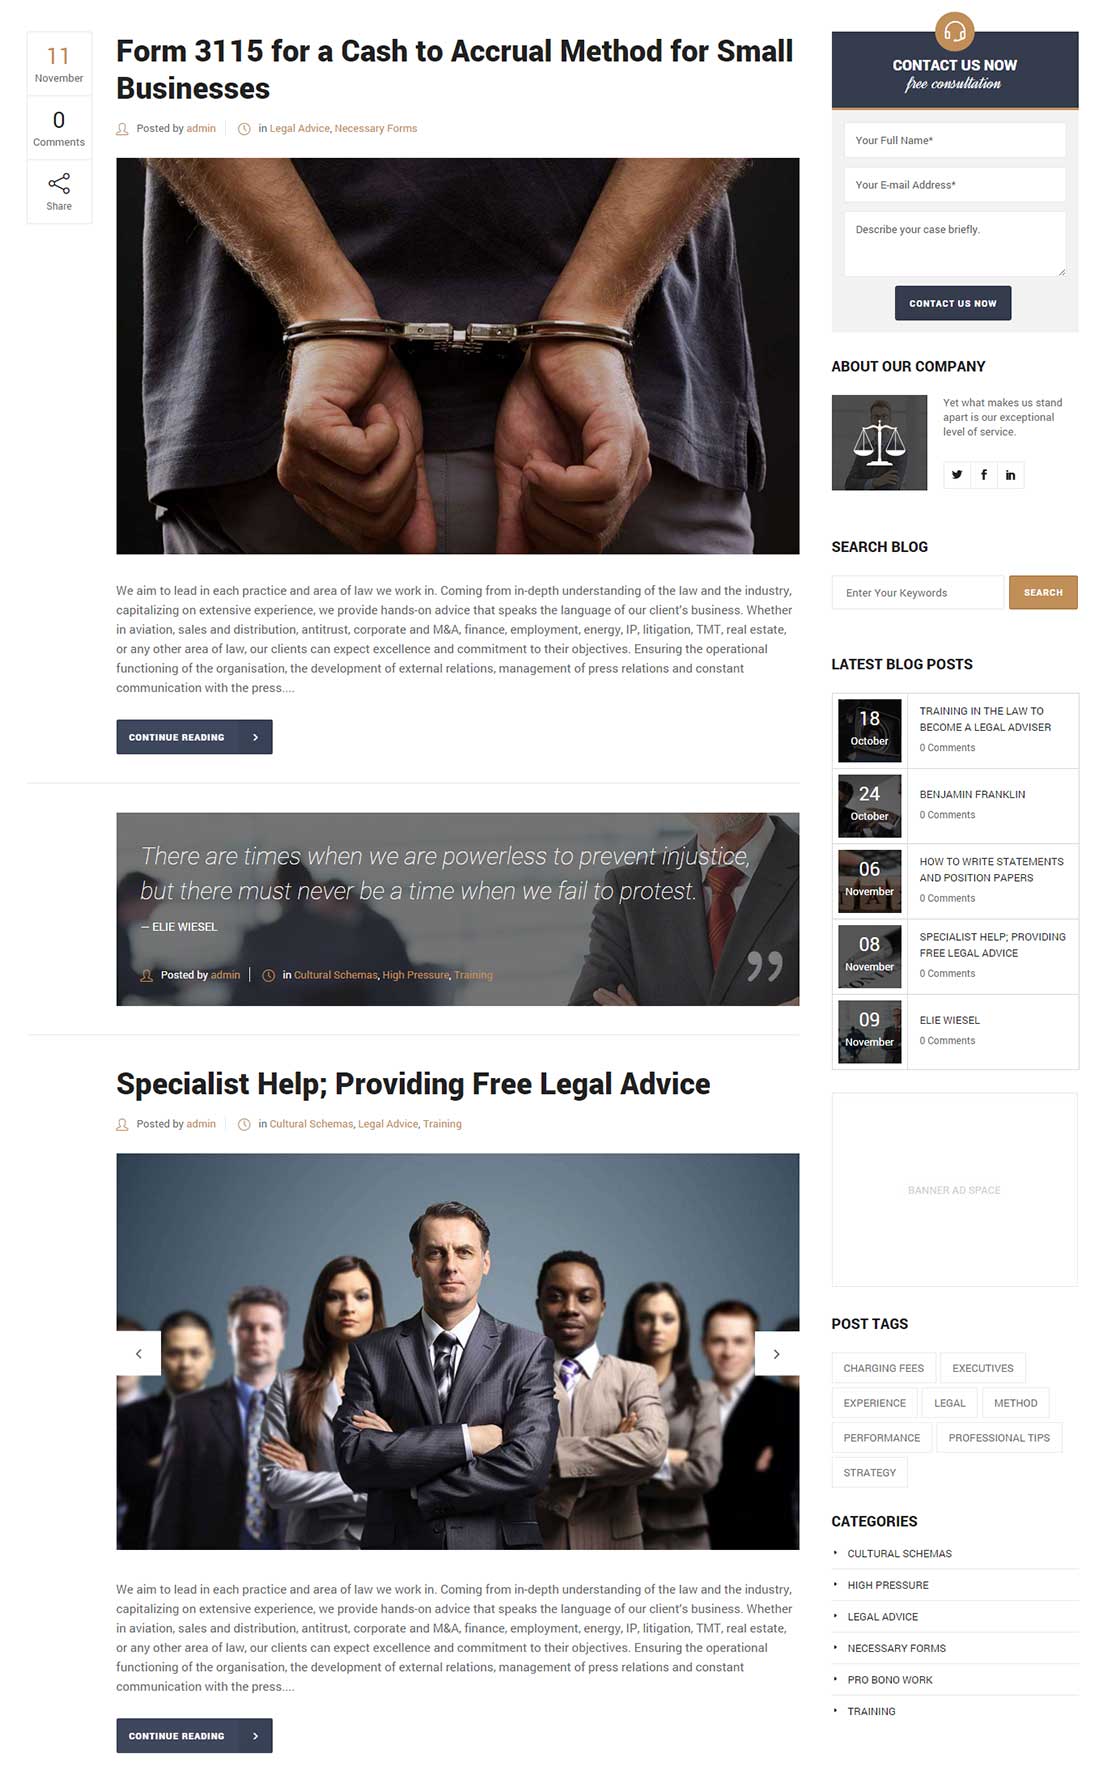 11
November
0
Comments
Share
Form 3115 for a Cash to Accrual Method for Small
Businesses
Posted by admin in Legal Advice, Necessary Forms
We aim to lead in each practice and area of law we work in. Coming from in-depth understanding of the law and the industry,
capitalizing on extensive experience, we provide hands-on advice that speaks the language of our client's business. Whether
in aviation, sales and distribution, antitrust, corporate and M&A, finance, employment, energy, IP, litigation, TMT, real estate,
or any other area of law, our clients can expect excellence and commitment to their objectives. Ensuring the operational
functioning of the organisation, the development of external relations, management of press relations and constant
communication with the press....
CONTINUE READING
There are times when we are powerless to prevent injustice,
but there must never be a time when we fail to protest.
— ELIE WIESEL
Posted by admin in Cultural Schemas, High Pressure, Training
Specialist Help; Providing Free Legal Advice
Posted by admin in Cultural Schemas, Legal Advice, Training
We aim to lead in each practice and area of law we work in. Coming from in-depth understanding of the law and the industry,
capitalizing on extensive experience, we provide hands-on advice that speaks the language of our client's business. Whether
in aviation, sales and distribution, antitrust, corporate and M&A, finance, employment, energy, IP, litigation, TMT, real estate,
or any other area of law, our clients can expect excellence and commitment to their objectives. Ensuring the operational
functioning of the organisation, the development of external relations, management of press relations and constant
communication with the press....
CONTINUE READING
CONTACT US NOW
free consultation
Your Full Name*
Your E-mail Address*
Describe your case briefly.
CONTACT US NOW
ABOUT OUR COMPANY
Yet what makes us stand
apart is our exceptional
level of service.
SEARCH BLOG
Enter Your Keywords
SEARCH
LATEST BLOG POSTS
18
October
TRAINING IN THE LAW TO
BECOME A LEGAL ADVISER
0 Comments
24
October
BENJAMIN FRANKLIN
0 Comments
06
November
HOW TO WRITE STATEMENTS
AND POSITION PAPERS
0 Comments
08
November
SPECIALIST HELP; PROVIDING
FREE LEGAL ADVICE
0 Comments
09
November
ELIE WIESEL
0 Comments
BANNER AD SPACE
POST TAGS
CHARGING FEES EXECUTIVES
EXPERIENCE LEGAL METHOD
PERFORMANCE PROFESSIONAL TIPS
STRATEGY
CATEGORIES
CULTURAL SCHEMAS
HIGH PRESSURE
LEGAL ADVICE
NECESSARY FORMS
PRO BONO WORK
TRAINING